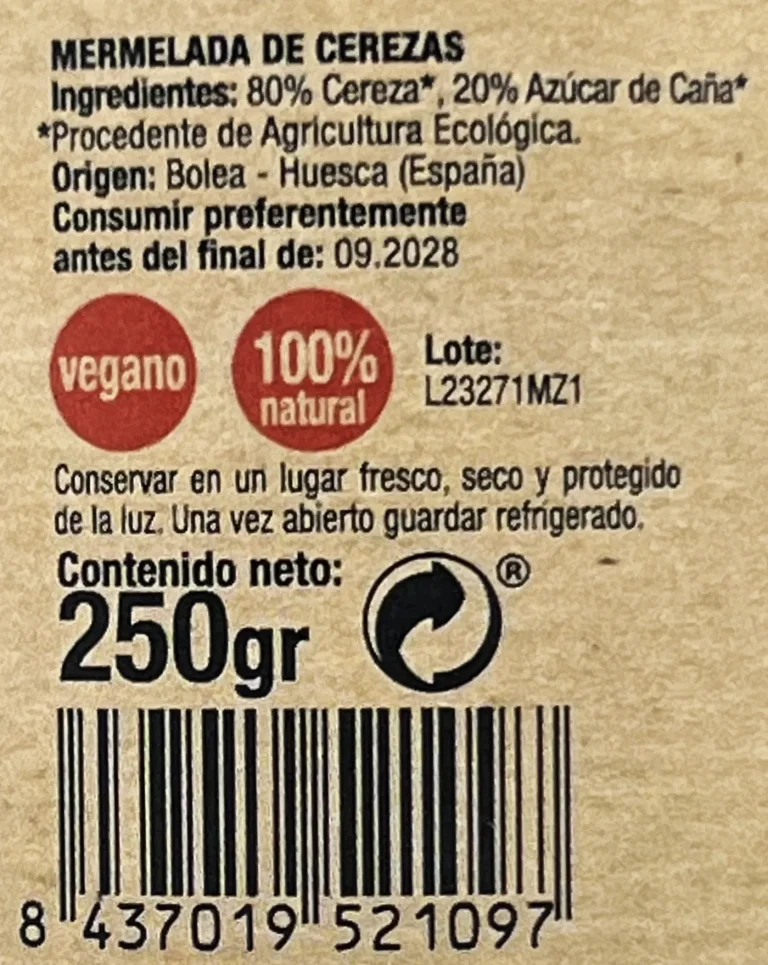 MERMELADA DE CEREZAS
Ingredientes: 80% Cereza*, 20% Azúcar de Caña*
*Procedente de Agricultura Ecológica.
Origen: Bolea - Huesca (España)
Consumir preferentemente
antes del final de: 09.2028
vegano
100%
natural
Lote:
L23271MZ1
Conservar en un lugar fresco, seco y protegido
de la luz. Una vez abierto guardar refrigerado.
Contenido neto:
250gr
®
8 437019 521097